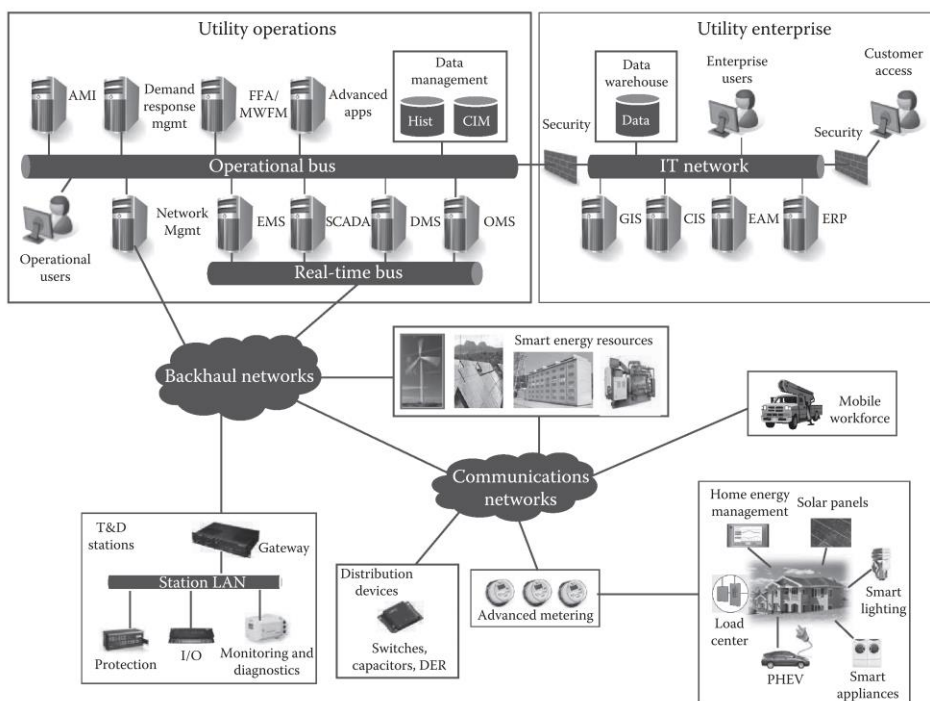 Utility operations
AMI
Demand
response
mgmt
FFA/
MWFM
Advanced
apps
Data
management
Hist
CIM
Operational bus
Operational
users
Network
Mgmt
EMS
SCADA
DMS
OMS
Real-time bus
Security
Utility enterprise
Data
warehouse
Data
Enterprise
users
Customer
access
Security
IT network
GIS
CIS
EAM
ERP
Backhaul networks
Smart energy resources
Mobile
workforce
Communications
networks
T&D
stations
Gateway
Station LAN
Protection
I/O
Monitoring and
diagnostics
Distribution
devices
Switches,
capacitors, DER
Advanced metering
Home energy
management
Solar panels
Load
center
Smart
lighting
PHEV
Smart
appliances